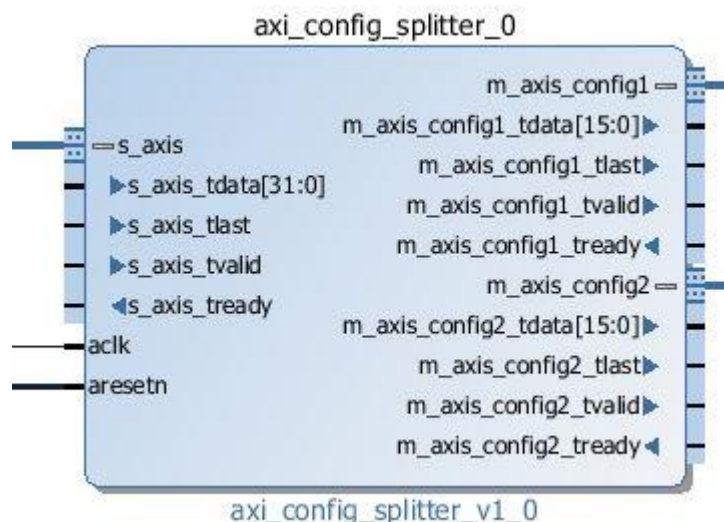 axi_config_splitter_0
s_axis
s_axis_tdata[31:0]
s_axis_tlast
s_axis_tvalid
s_axis_tready
aclk
aresetn
m_axis_config1
m_axis_config1_tdata[15:0]
m_axis_config1_tlast
m_axis_config1_tvalid
m_axis_config1_tready
m_axis_config2
m_axis_config2_tdata[15:0]
m_axis_config2_tlast
m_axis_config2_tvalid
m_axis_config2_tready
axi_config_splitter_v1_0